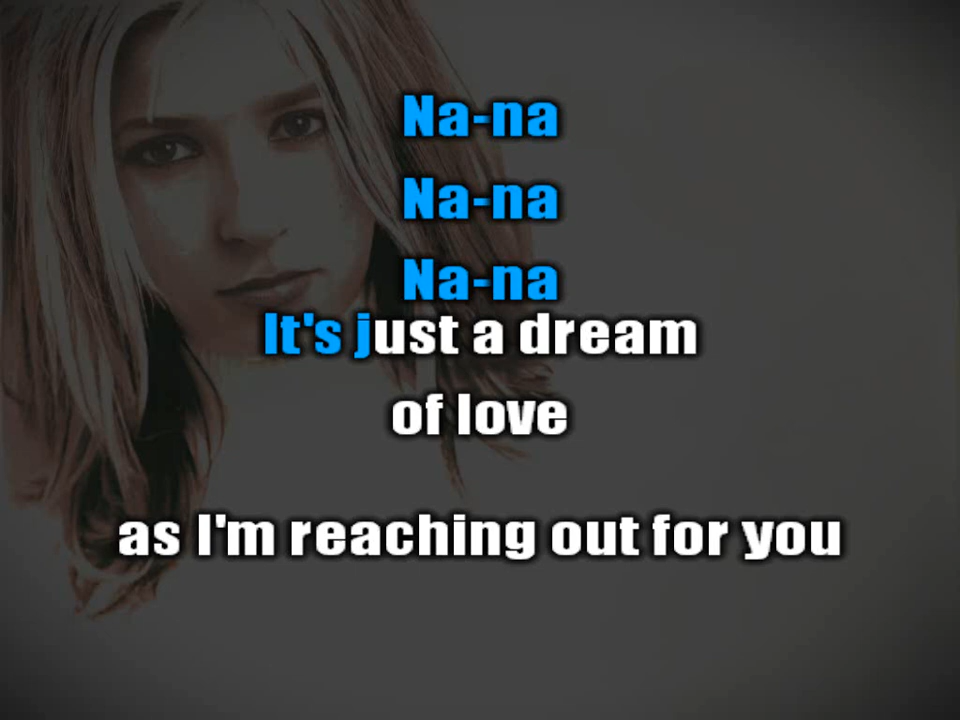 Na-na
Na-na
Na-na
It's just a dream
of love
as I'm reaching out for you